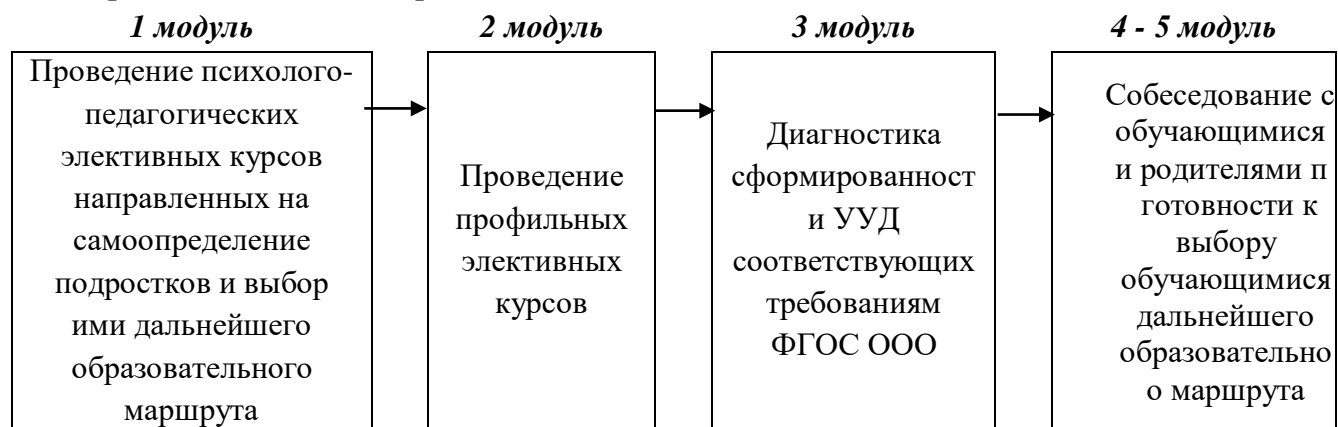 1 модуль
2 модуль
3 модуль
4 - 5 модуль
Проведение психолого-
педагогических
элективных курсов
направленных на
самоопределение
подростков и выбор
ими дальнейшего
образовательного
маршрута
Проведение
профильных
элективных
курсов
Диагностика
сформированност
и УУД
соответствующих
требованиям
ФГОС ООО
Собеседование с
обучающимися
и родителями п
готовности к
выбору
обучающимися
дальнейшего
образовательно
о маршрута